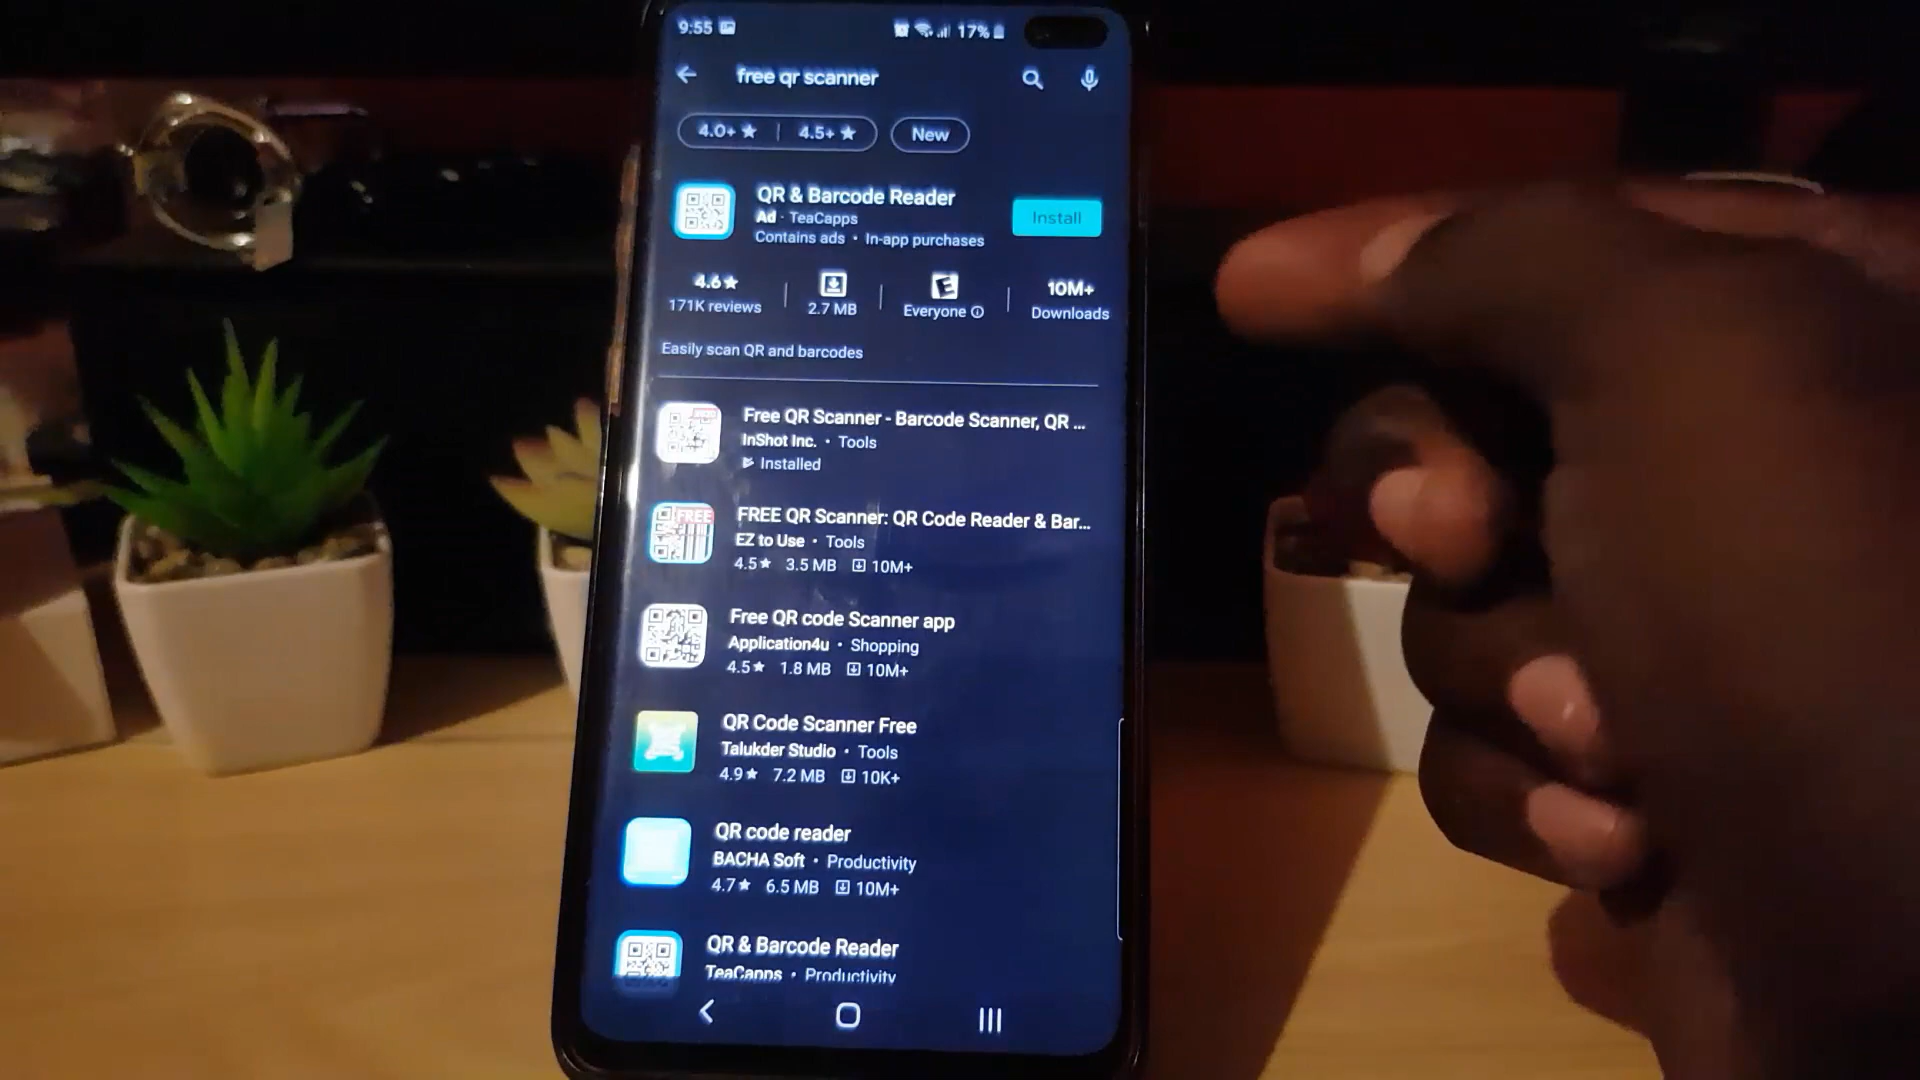 9:55 17%
free qr scanner
4.0+ ★ | 4.5+ ★ New
QR & Barcode Reader
Ad · TeaCapps
Contains ads • In-app purchases
Install
4.6★ 10M+
171K reviews 2.7 MB Everyone Downloads
Easily scan QR and barcodes
Free QR Scanner - Barcode Scanner, QR ...
InShot Inc. • Tools
Installed
FREE
FREE QR Scanner: QR Code Reader & Bar...
EZ to Use • Tools
4.5★ 3.5 MB 10M+
Free QR code Scanner app
Application4u • Shopping
4.5★ 1.8 MB 10M+
QR Code Scanner Free
Talukder Studio • Tools
4.9★ 7.2 MB 10K+
QR code reader
BACHA Soft • Productivity
4.7★ 6.5 MB 10M+
QR & Barcode Reader
TeaCapps • Productivity